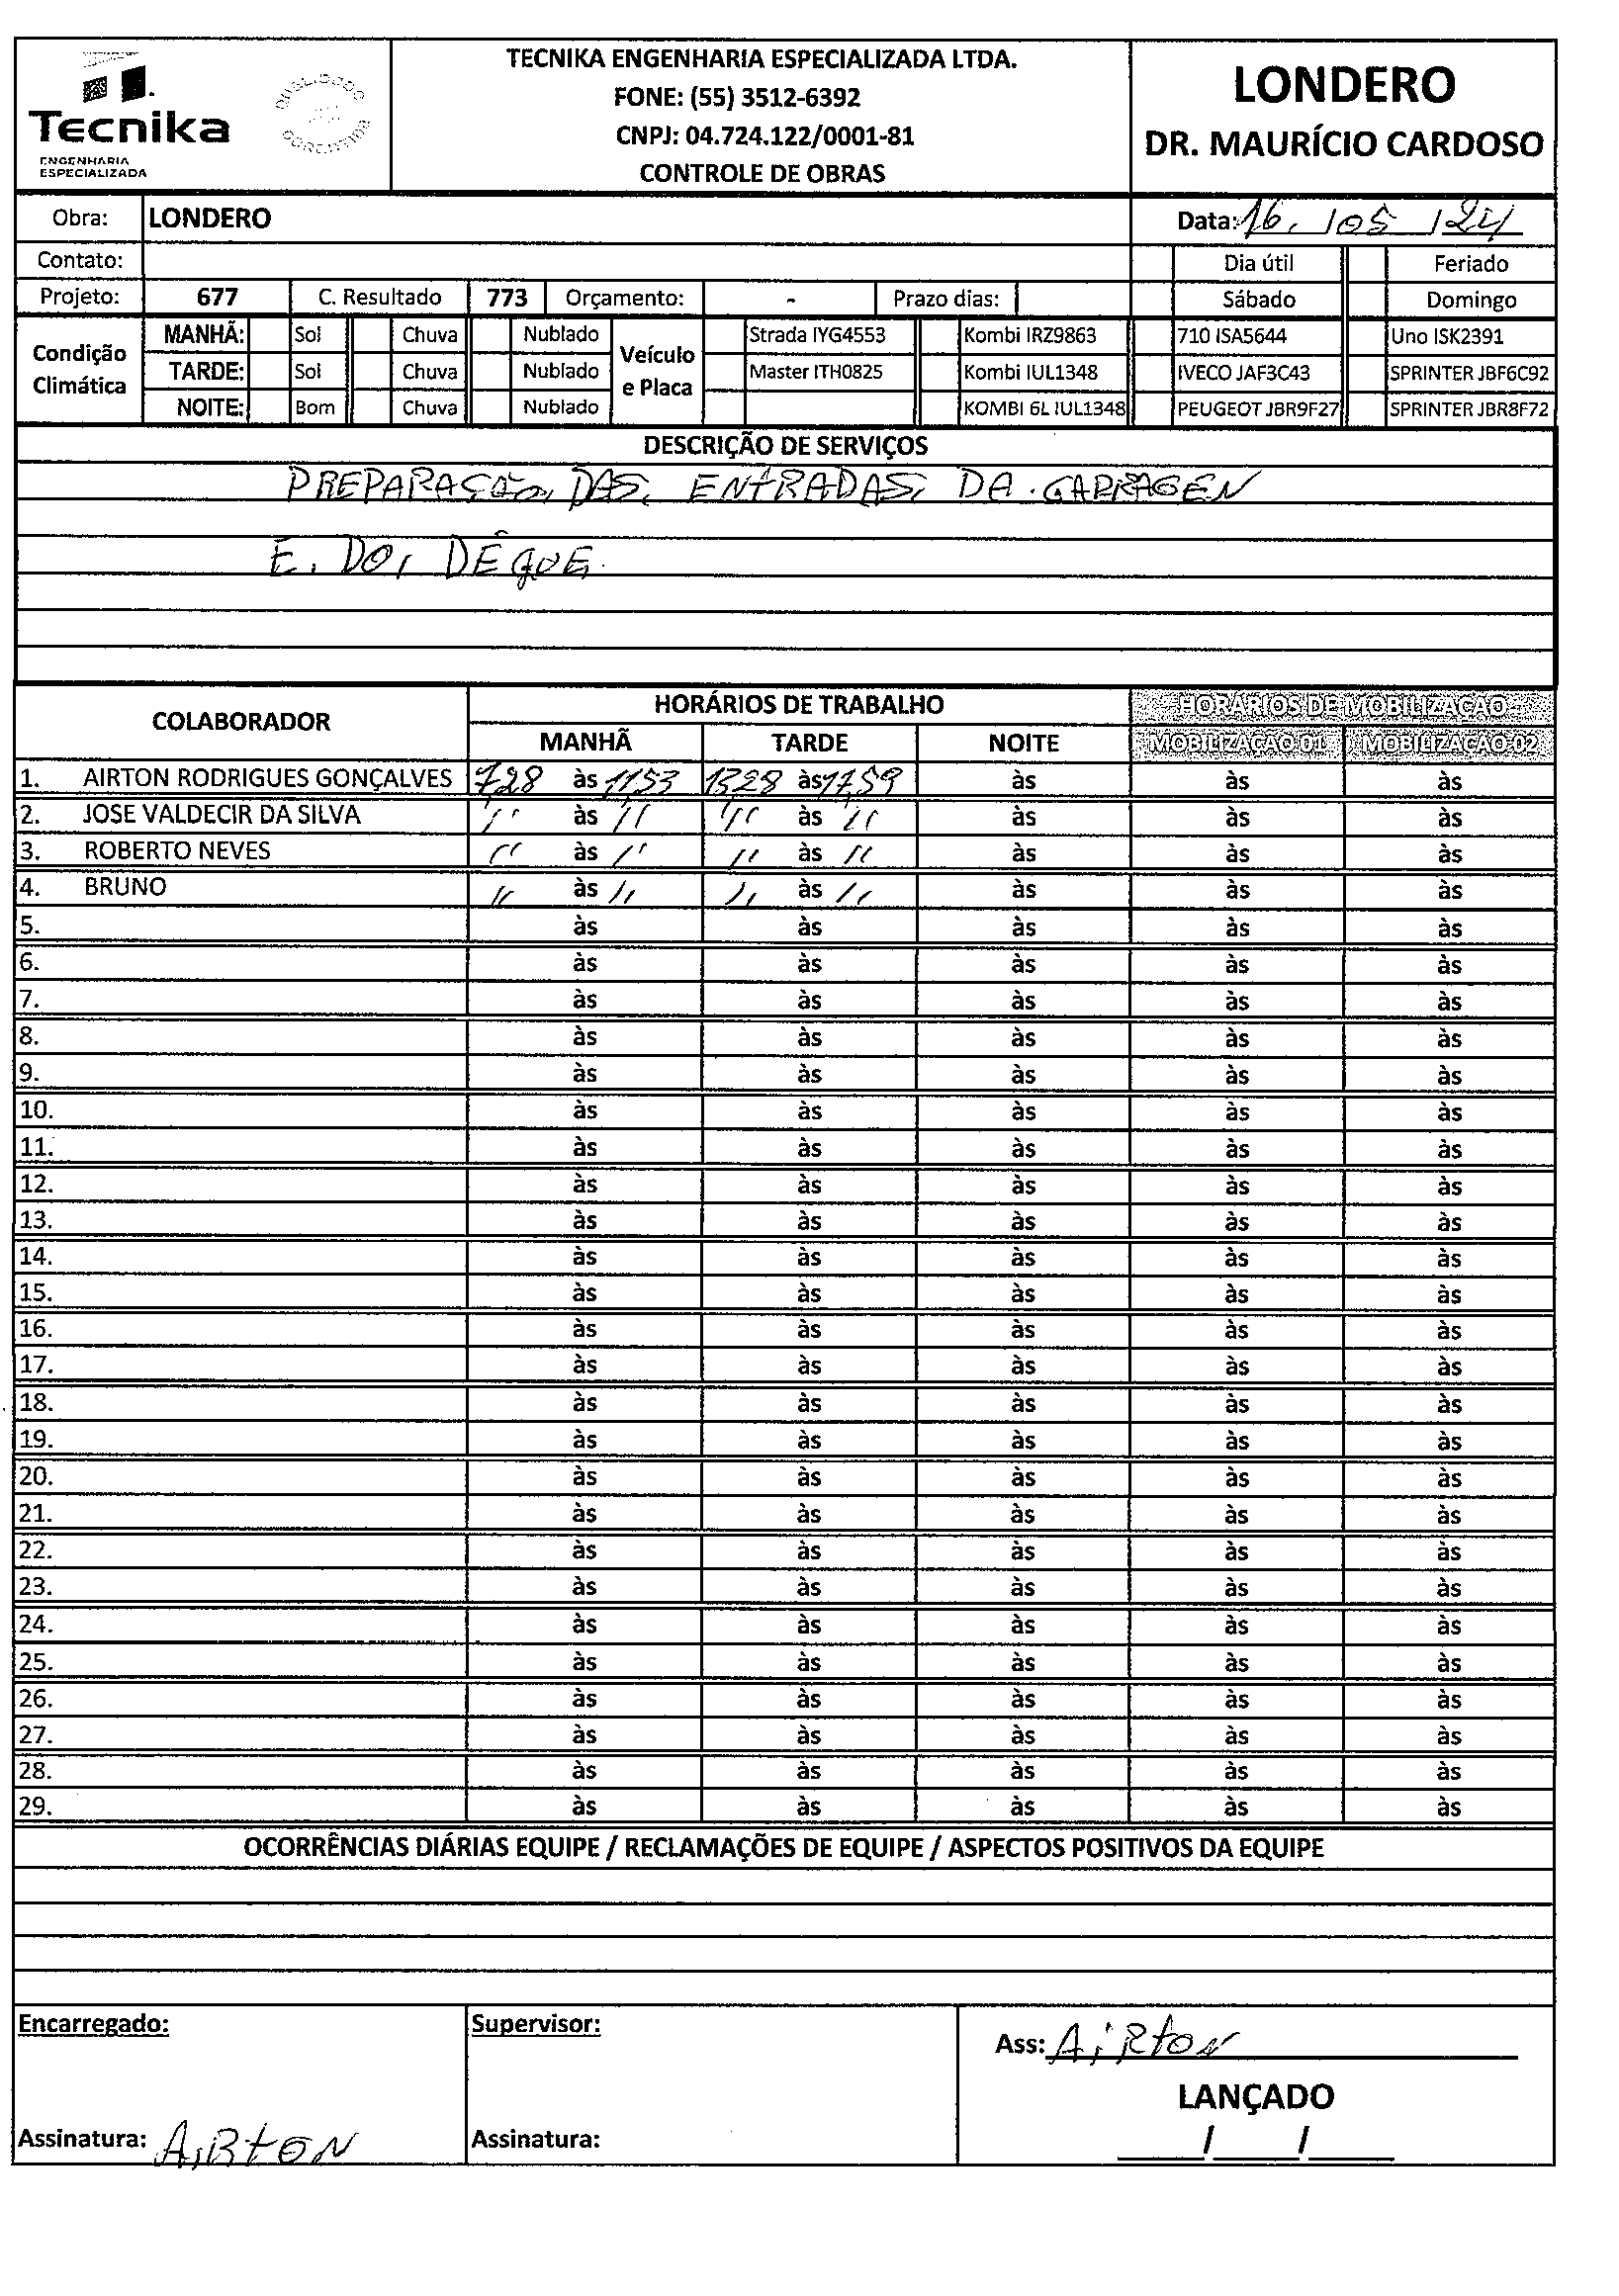 Tecnika
ENGENHARIA
ESPECIALIZADA
TECNIKA ENGENHARIA ESPECIALIZADA LTDA.
FONE: (55) 3512-6392
CNPJ: 04.724.122/0001-81
CONTROLE DE OBRAS
LONDERO
DR. MAURÍCIO CARDOSO
Obra: LONDERO Data: 16. / 05 / 24
Contato: Dia útil Feriado
Projeto: 677 C. Resultado 773 Orçamento: - Prazo dias: Sábado Domingo
Condição Climática MANHÃ: Sol Chuva Nublado Veículo e Placa Strada IYG4553 Kombi IRZ9863 710 ISA5644 Uno ISK2391
TARDE: Sol Chuva Nublado Master ITH0825 Kombi IUL1348 IVECO JAF3C43 SPRINTER JBF6C92
NOITE: Bom Chuva Nublado KOMBI 6L IUL1348 PEUGEOT JBR9F27 SPRINTER JBR8F72
DESCRIÇÃO DE SERVIÇOS
PREPARAÇÃO, DAS, ENTRADAS, DA. GARRAGEN
E. DO, DÊQUE.
COLABORADOR HORÁRIOS DE TRABALHO HORÁRIOS DE MOBILIZAÇÃO
MANHÃ TARDE NOITE MOBILIZAÇÃO 01 MOBILIZAÇÃO 02
1. AIRTON RODRIGUES GONÇALVES 728 às 1153 1328 às 1759 às às às
2. JOSE VALDECIR DA SILVA '' às '' '' às '' às às às
3. ROBERTO NEVES '' às '' '' às '' às às às
4. BRUNO '' às '' '' às '' às às às
5. às às às às às
6. às às às às às
7. às às às às às
8. às às às às às
9. às às às às às
10. às às às às às
11. às às às às às
12. às às às às às
13. às às às às às
14. às às às às às
15. às às às às às
16. às às às às às
17. às às às às às
18. às às às às às
19. às às às às às
20. às às às às às
21. às às às às às
22. às às às às às
23. às às às às às
24. às às às às às
25. às às às às às
26. às às às às às
27. às às às às às
28. às às às às às
29. às às às às às
OCORRÊNCIAS DIÁRIAS EQUIPE / RECLAMAÇÕES DE EQUIPE / ASPECTOS POSITIVOS DA EQUIPE
Encarregado: Supervisor: Ass: AiRton
LANÇADO
Assinatura: AiRtON Assinatura: / /